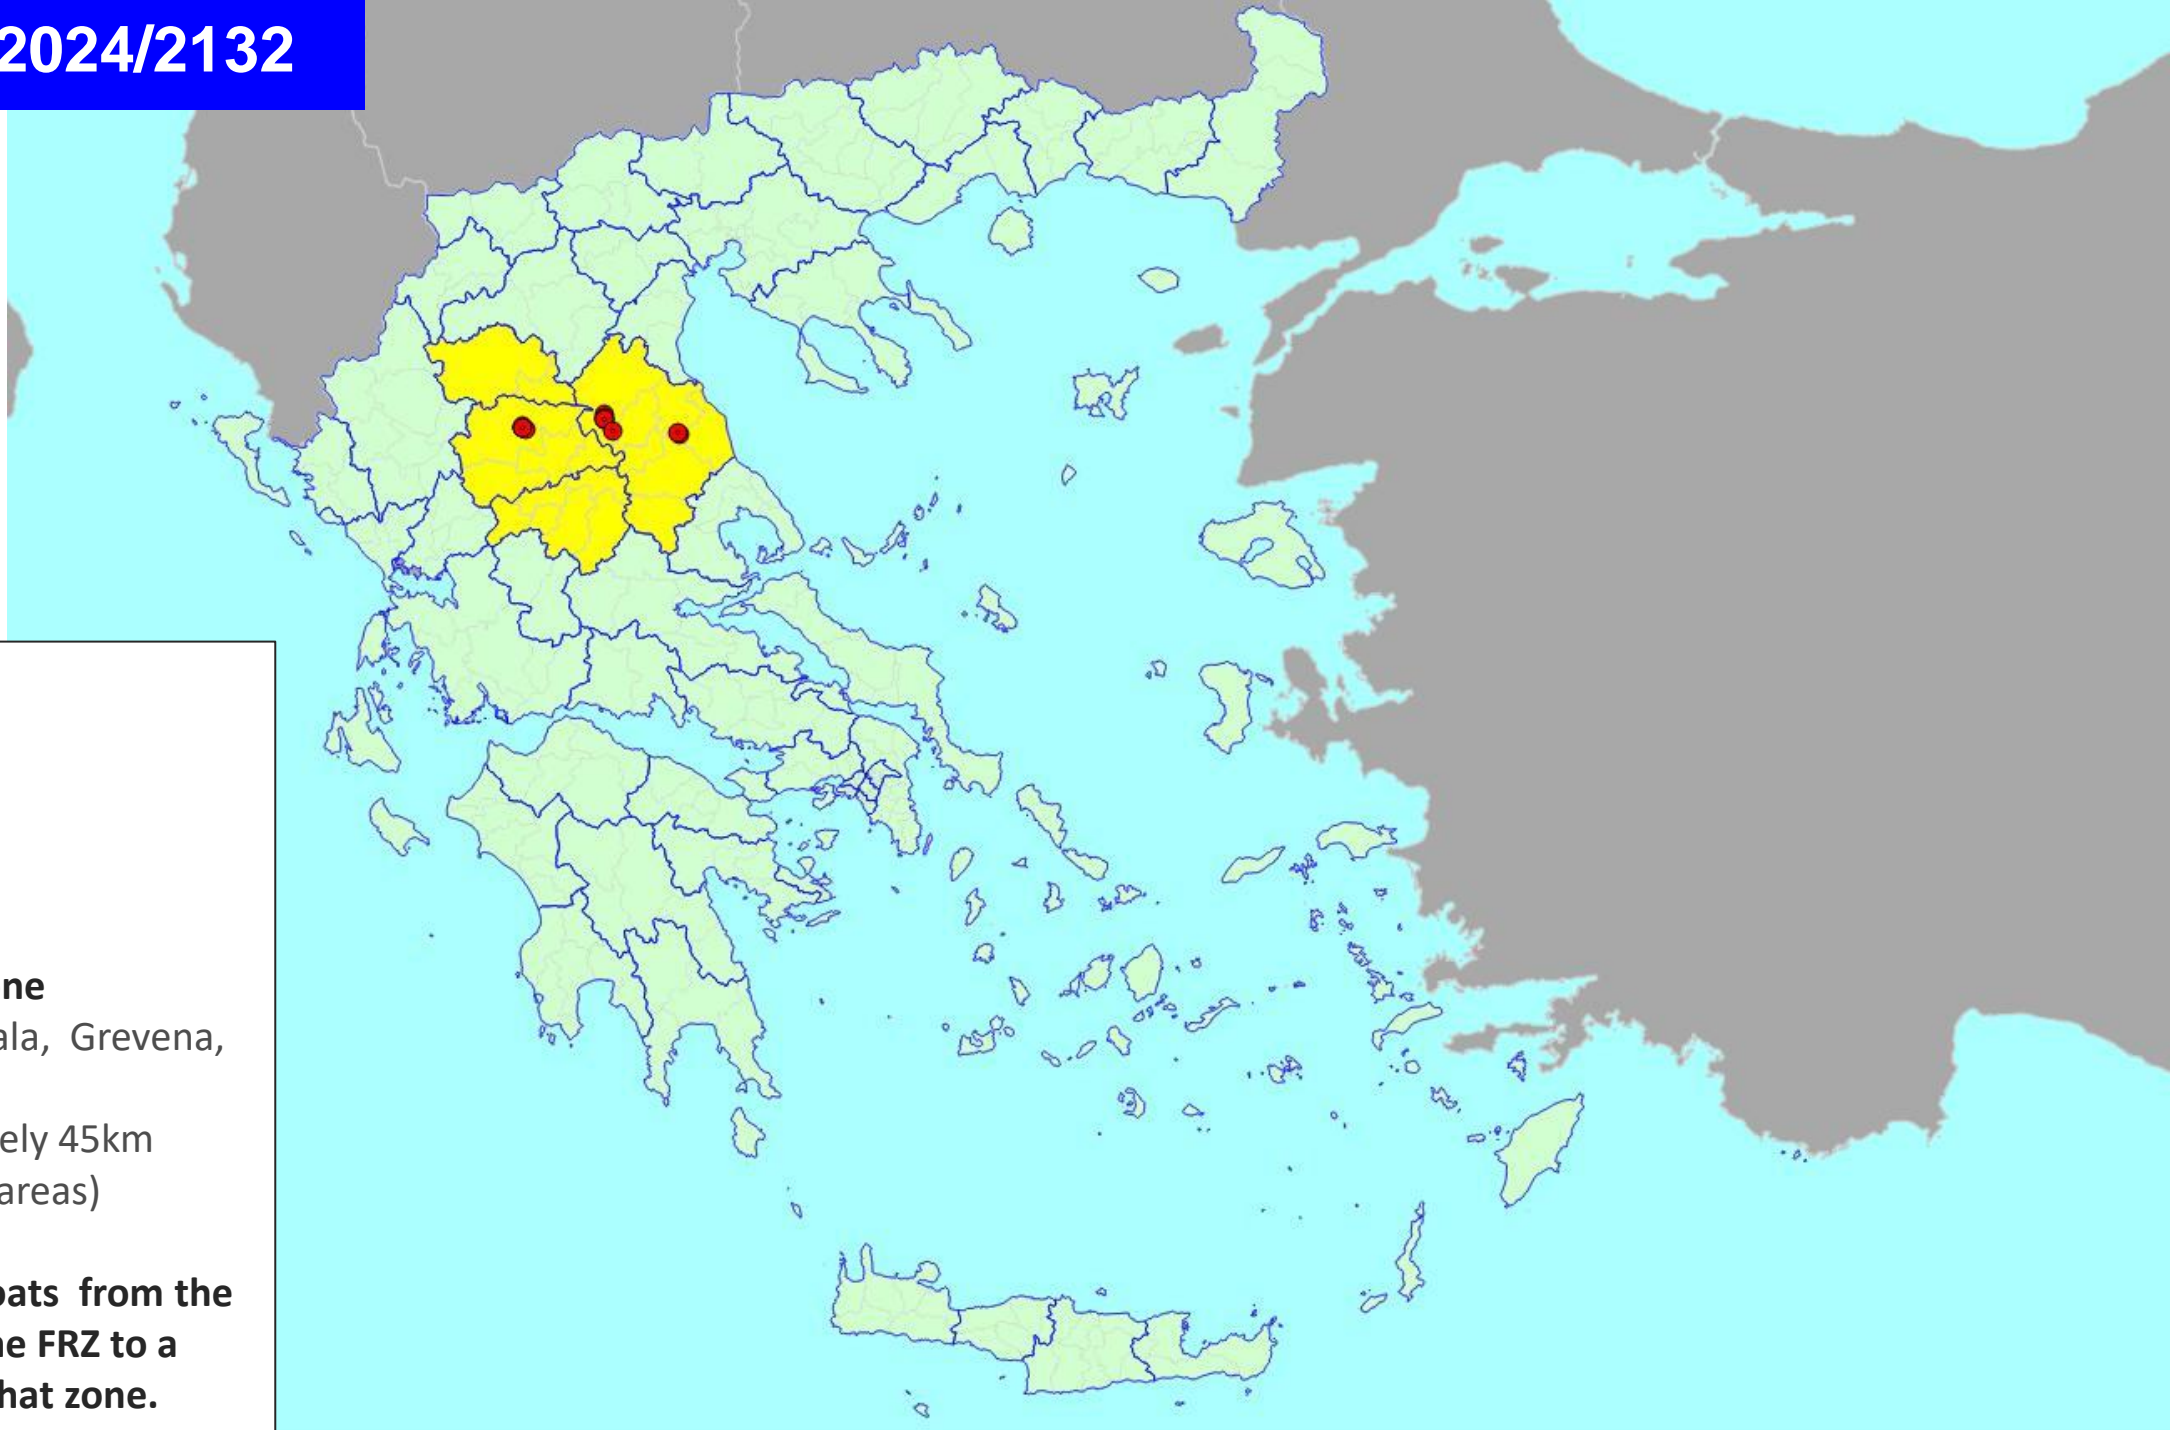 2024/2132
ne
ala, Grevena,
ely 45km
areas)
oats from the
ne FRZ to a
hat zone.